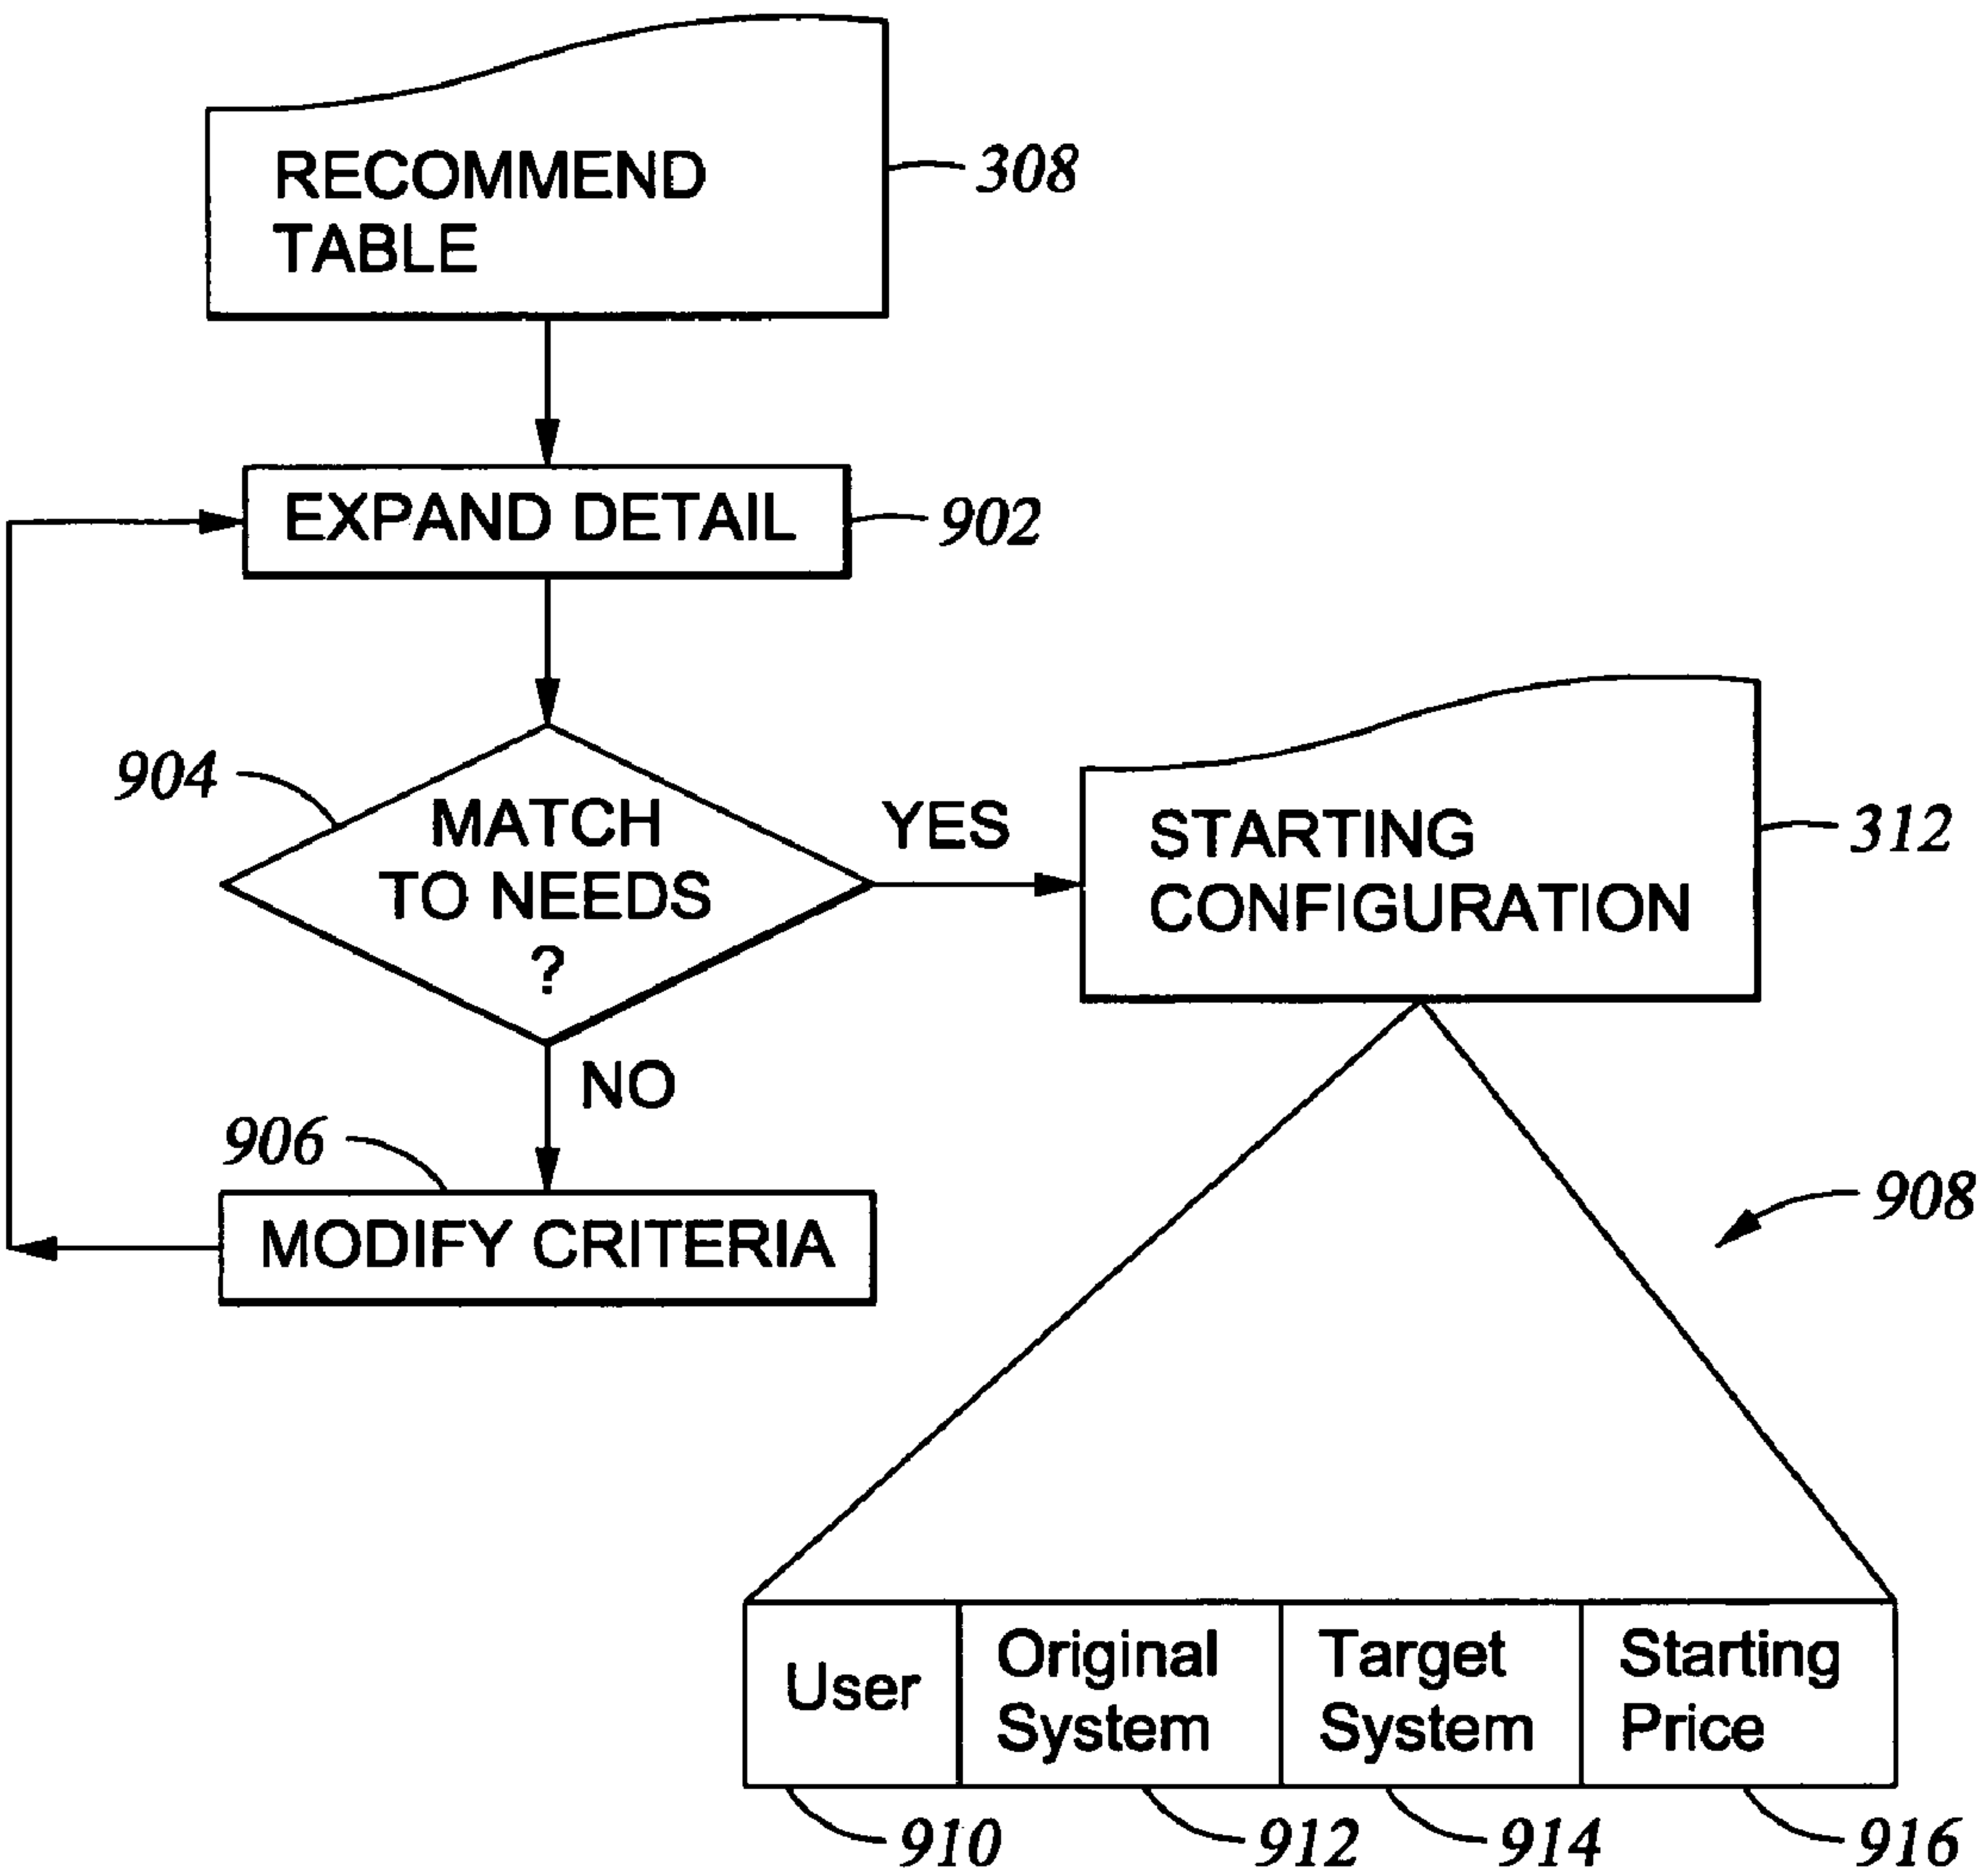 RECOMMEND
TABLE
308
EXPAND DETAIL
902
904
MATCH
TO NEEDS
?
YES
STARTING
CONFIGURATION
312
NO
906
MODIFY CRITERIA
908
User
Original
System
Target
System
Starting
Price
910
912
914
916